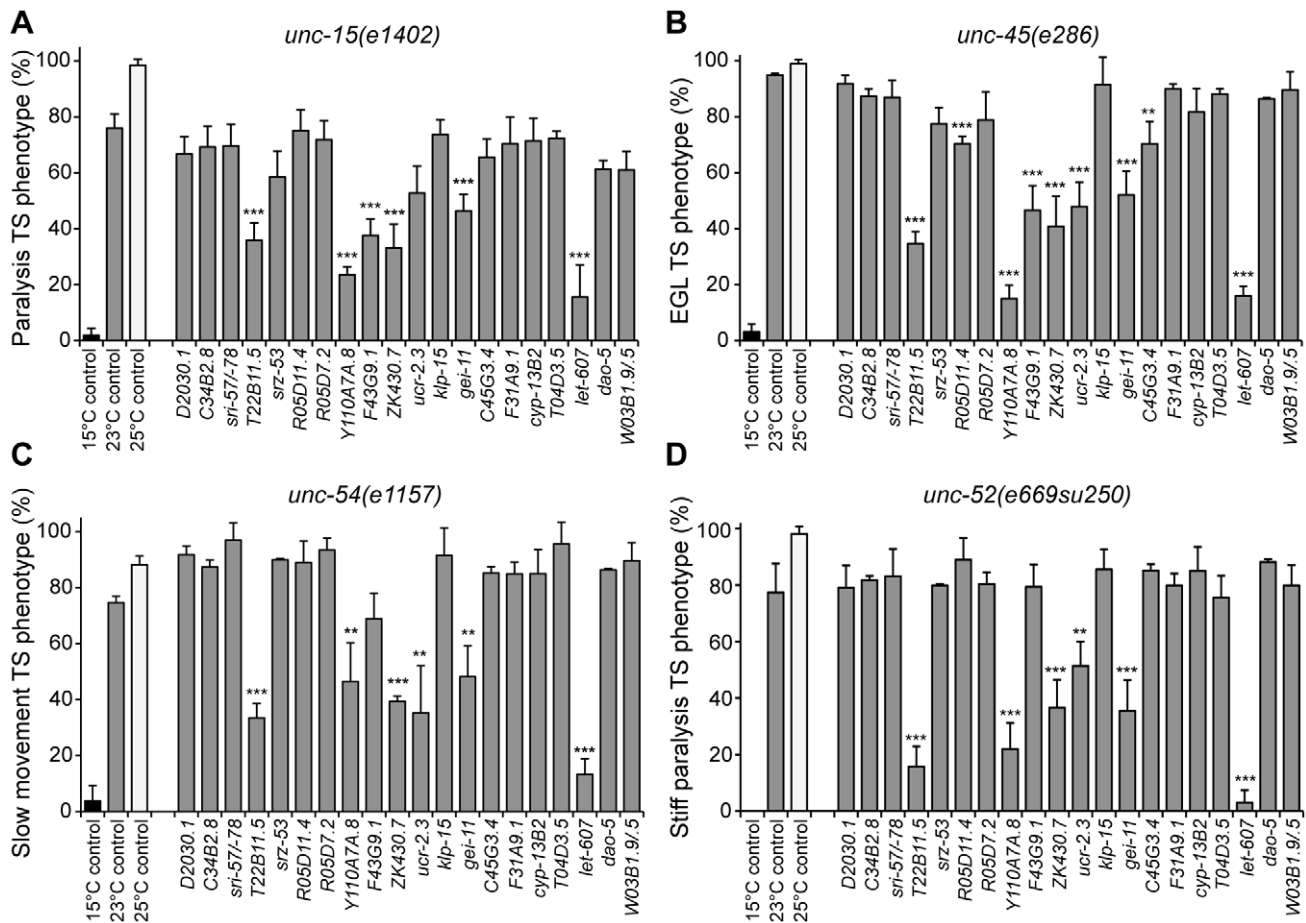 A
unc-15(e1402)
Paralysis TS phenotype (%)
100
80
60
40
20
0
*** *** *** *** *** ***
15°C control
23°C control
25°C control
D2030.1
C34B2.8
sri-57/-78
T22B11.5
srz-53
R05D11.4
R05D7.2
Y110A7A.8
F43G9.1
ZK430.7
ucr-2.3
klp-15
gei-11
C45G3.4
F31A9.1
cyp-13B2
T04D3.5
let-607
dao-5
W03B1.9/.5
B
unc-45(e286)
EGL TS phenotype (%)
100
80
60
40
20
0
*** *** *** *** *** *** *** ** ***
15°C control
23°C control
25°C control
D2030.1
C34B2.8
sri-57/-78
T22B11.5
srz-53
R05D11.4
R05D7.2
Y110A7A.8
F43G9.1
ZK430.7
ucr-2.3
klp-15
gei-11
C45G3.4
F31A9.1
cyp-13B2
T04D3.5
let-607
dao-5
W03B1.9/.5
C
unc-54(e1157)
Slow movement TS phenotype (%)
100
80
60
40
20
0
*** ** *** ** ** ***
15°C control
23°C control
25°C control
D2030.1
C34B2.8
sri-57/-78
T22B11.5
srz-53
R05D11.4
R05D7.2
Y110A7A.8
F43G9.1
ZK430.7
ucr-2.3
klp-15
gei-11
C45G3.4
F31A9.1
cyp-13B2
T04D3.5
let-607
dao-5
W03B1.9/.5
D
unc-52(e669su250)
Stiff paralysis TS phenotype (%)
100
80
60
40
20
0
*** *** *** ** *** ***
15°C control
23°C control
25°C control
D2030.1
C34B2.8
sri-57/-78
T22B11.5
srz-53
R05D11.4
R05D7.2
Y110A7A.8
F43G9.1
ZK430.7
ucr-2.3
klp-15
gei-11
C45G3.4
F31A9.1
cyp-13B2
T04D3.5
let-607
dao-5
W03B1.9/.5